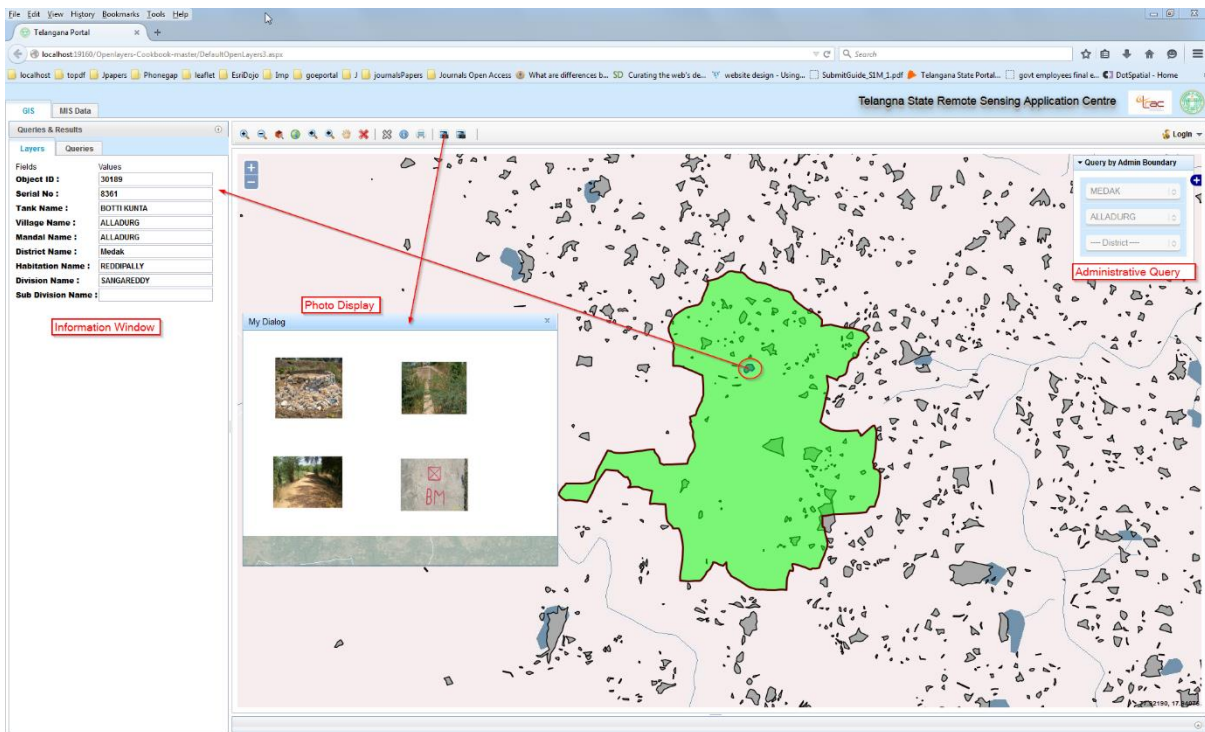 File Edit View History Bookmarks Tools Help
Telangana Portal
localhost:19160/Openlayers-Cookbook-master/DefaultOpenLayers3.aspx
Search
localhost topdf Jpapers Phonegap leaflet EsriDojo Imp goeportal J journalsPapers Journals Open Access What are differences b... SD Curating the web's de... website design - Using... SubmitGuide_S1M_1.pdf Telangana State Portal... govt employees final e... DotSpatial - Home
Telangna State Remote Sensing Application Centre
GIS MIS Data
Queries & Results
Login
Layers Queries
Fields Values
Object ID : 30189
Serial No : 8361
Tank Name : BOTTI KUNTA
Village Name : ALLADURG
Mandal Name : ALLADURG
District Name : Medak
Habitation Name : REDDIPALLY
Division Name : SANGAREDDY
Sub Division Name :
Information Window
Photo Display
My Dialog
BM
Query by Admin Boundary
MEDAK
ALLADURG
---District---
Administrative Query